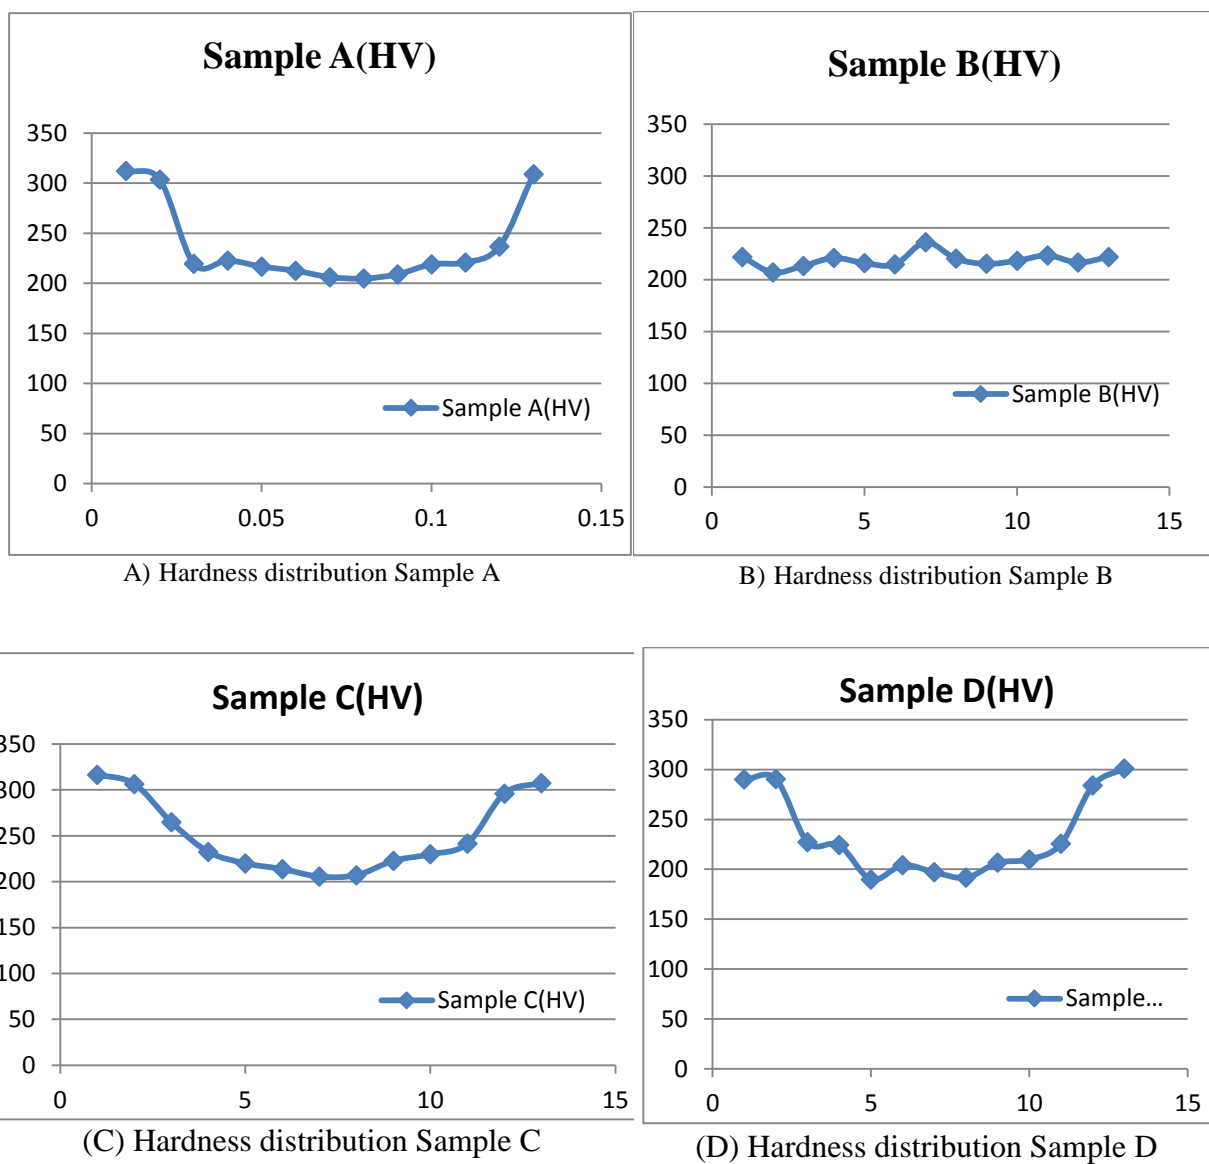 Sample A(HV)
350
300
250
200
150
100
50
0
Sample A(HV)
0 0.05 0.1 0.15
A) Hardness distribution Sample A
Sample B(HV)
350
300
250
200
150
100
50
0
Sample B(HV)
0 5 10 15
B) Hardness distribution Sample B
Sample C(HV)
350
300
250
200
150
100
50
0
Sample C(HV)
0 5 10 15
(C) Hardness distribution Sample C
Sample D(HV)
350
300
250
200
150
100
50
0
Sample...
0 5 10 15
(D) Hardness distribution Sample D